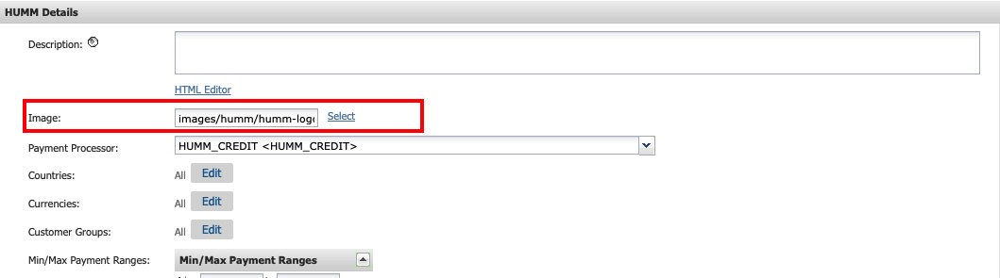 HUMM Details
Description:
HTML Editor
Image: images/humm/humm-log Select
Payment Processor: HUMM_CREDIT <HUMM_CREDIT>
Countries: All Edit
Currencies: All Edit
Customer Groups: All Edit
Min/Max Payment Ranges: Min/Max Payment Ranges